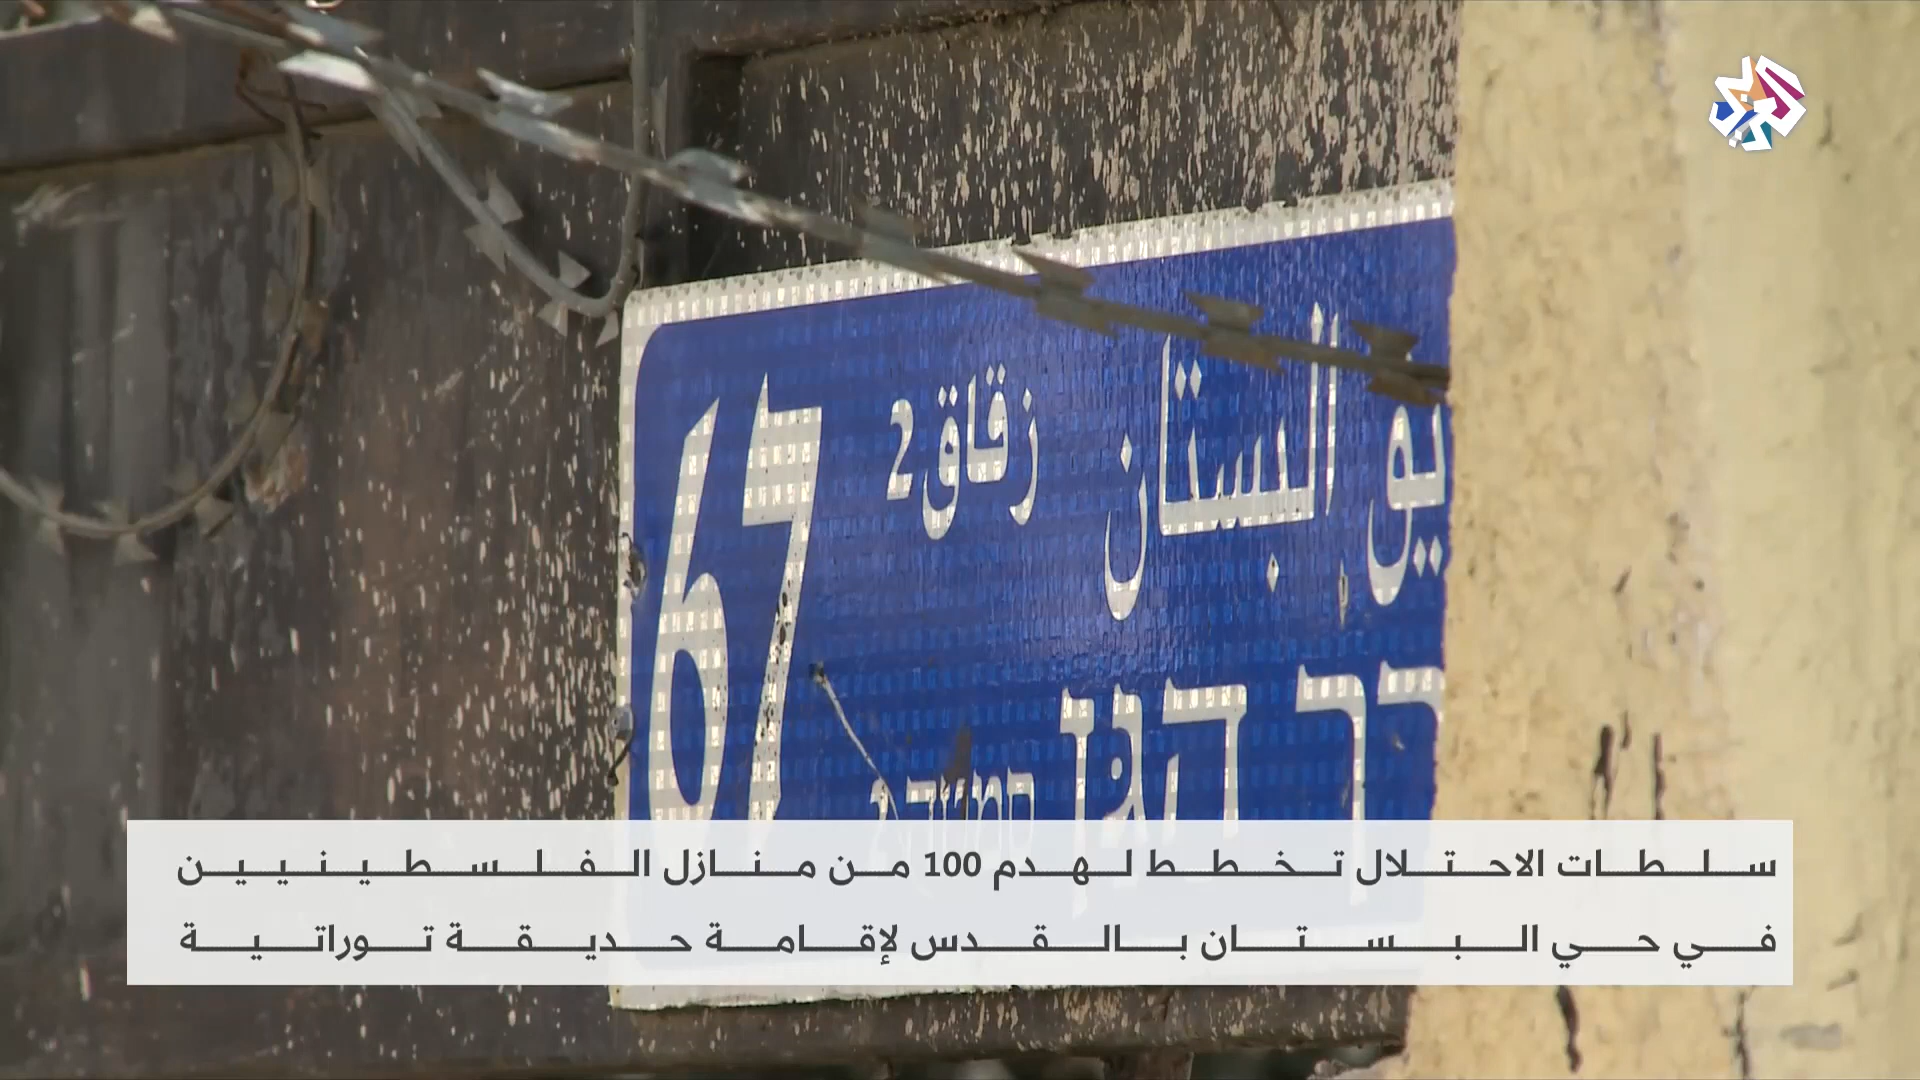 البستان
زقاق 2
67
הגן
سلطات الاحتلال تخطط لهدم 100 من منازل الفلسطينيين
في حي البستان بالقدس لإقامة حديقة توراتية